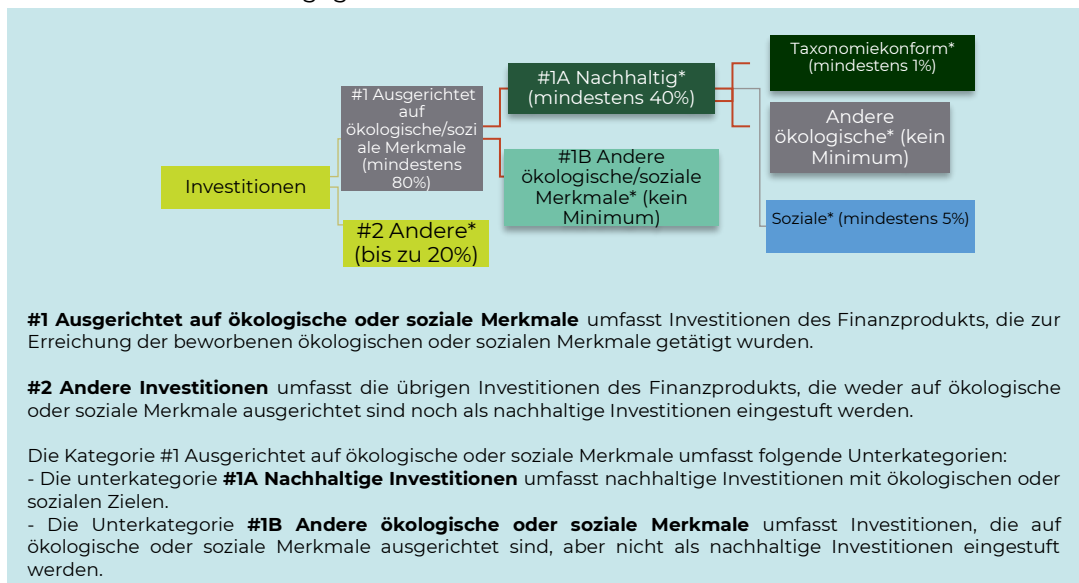 Investitionen
#1 Ausgerichtet
auf
ökologische/sozi
ale Merkmale
(mindestens
80%)
#2 Andere*
(bis zu 20%)
#1A Nachhaltig*
(mindestens 40%)
#1B Andere
ökologische/soziale
Merkmale* (kein
Minimum)
Taxonomiekonform*
(mindestens 1%)
Andere
ökologische* (kein
Minimum)
Soziale* (mindestens 5%)
#1 Ausgerichtet auf ökologische oder soziale Merkmale umfasst Investitionen des Finanzprodukts, die zur
Erreichung der beworbenen ökologischen oder sozialen Merkmale getätigt wurden.
#2 Andere Investitionen umfasst die übrigen Investitionen des Finanzprodukts, die weder auf ökologische
oder soziale Merkmale ausgerichtet sind noch als nachhaltige Investitionen eingestuft werden.
Die Kategorie #1 Ausgerichtet auf ökologische oder soziale Merkmale umfasst folgende Unterkategorien:
- Die unterkategorie #1A Nachhaltige Investitionen umfasst nachhaltige Investitionen mit ökologischen oder
sozialen Zielen.
- Die Unterkategorie #1B Andere ökologische oder soziale Merkmale umfasst Investitionen, die auf
ökologische oder soziale Merkmale ausgerichtet sind, aber nicht als nachhaltige Investitionen eingestuft
werden.